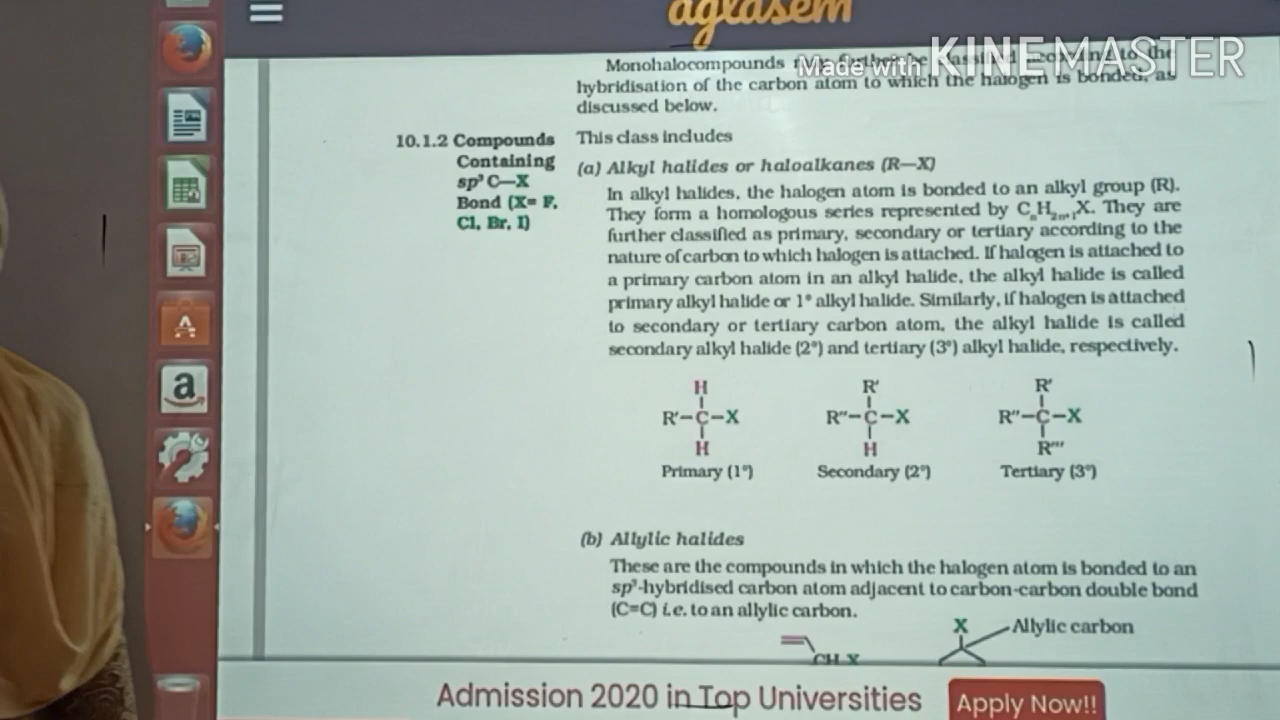 aglasem
Made with KINEMASTER
Monohalocompounds
hybridisation of the carbon atom to which the halogen is bonded, as
discussed below.
10.1.2 Compounds
Containing
sp³ C—X
Bond (X= F,
Cl, Br, I)
This class includes
(a) Alkyl halides or haloalkanes (R—X)
In alkyl halides, the halogen atom is bonded to an alkyl group (R).
They form a homologous series represented by CₙH₂ₙ₊₁X. They are
further classified as primary, secondary or tertiary according to the
nature of carbon to which halogen is attached. If halogen is attached to
a primary carbon atom in an alkyl halide, the alkyl halide is called
primary alkyl halide or 1° alkyl halide. Similarly, if halogen is attached
to secondary or tertiary carbon atom, the alkyl halide is called
secondary alkyl halide (2°) and tertiary (3°) alkyl halide, respectively.
H R′ R′
R′—C—X R″—C—X R″—C—X
H H R‴
Primary (1°) Secondary (2°) Tertiary (3°)
(b) Allylic halides
These are the compounds in which the halogen atom is bonded to an
sp³-hybridised carbon atom adjacent to carbon-carbon double bond
(C=C) i.e. to an allylic carbon.
X Allylic carbon
Admission 2020 in Top Universities Apply Now!!